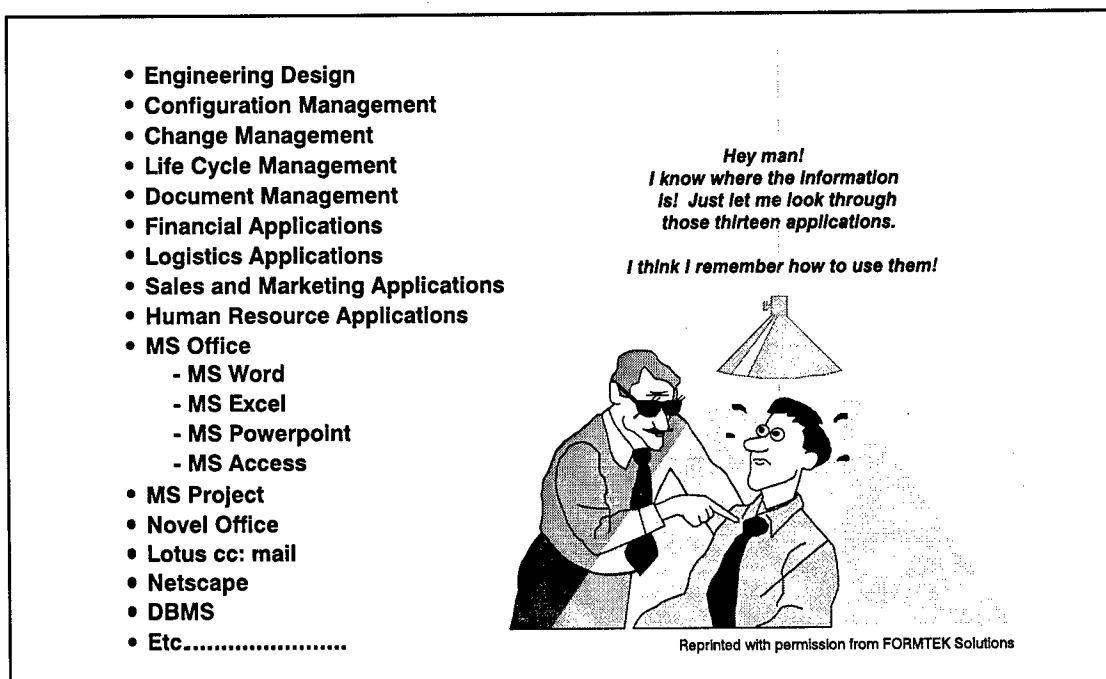 • Engineering Design
• Configuration Management
• Change Management
• Life Cycle Management
• Document Management
• Financial Applications
• Logistics Applications
• Sales and Marketing Applications
• Human Resource Applications
• MS Office
- MS Word
- MS Excel
- MS Powerpoint
- MS Access
• MS Project
• Novel Office
• Lotus cc: mail
• Netscape
• DBMS
• Etc.......................
Hey man!
I know where the information
is! Just let me look through
those thirteen applications.
I think I remember how to use them!
Reprinted with permission from FORMTEK Solutions